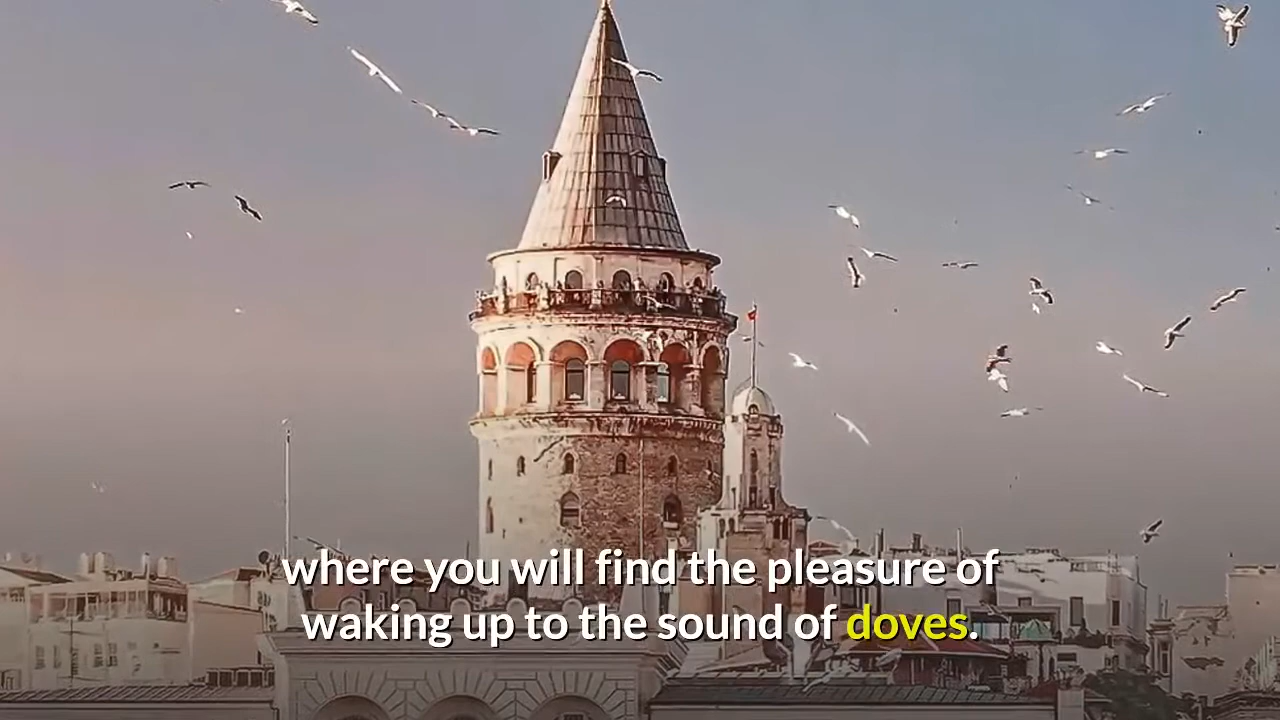 where you will find the pleasure of
waking up to the sound of doves.